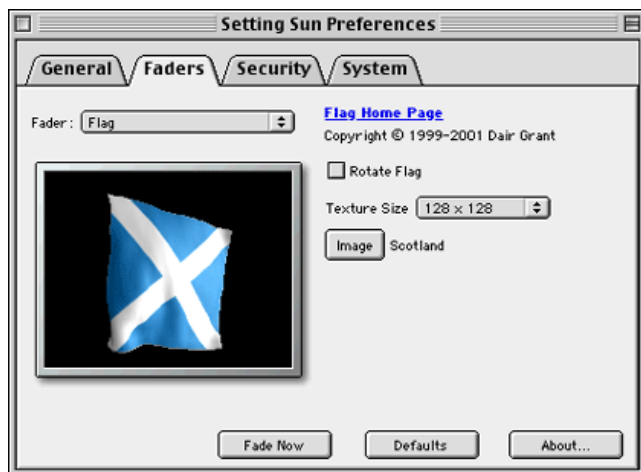 Setting Sun Preferences
General Faders Security System
Fader: Flag
Flag Home Page
Copyright © 1999-2001 Dair Grant
Rotate Flag
Texture Size 128 x 128
Image Scotland
Fade Now Defaults About...